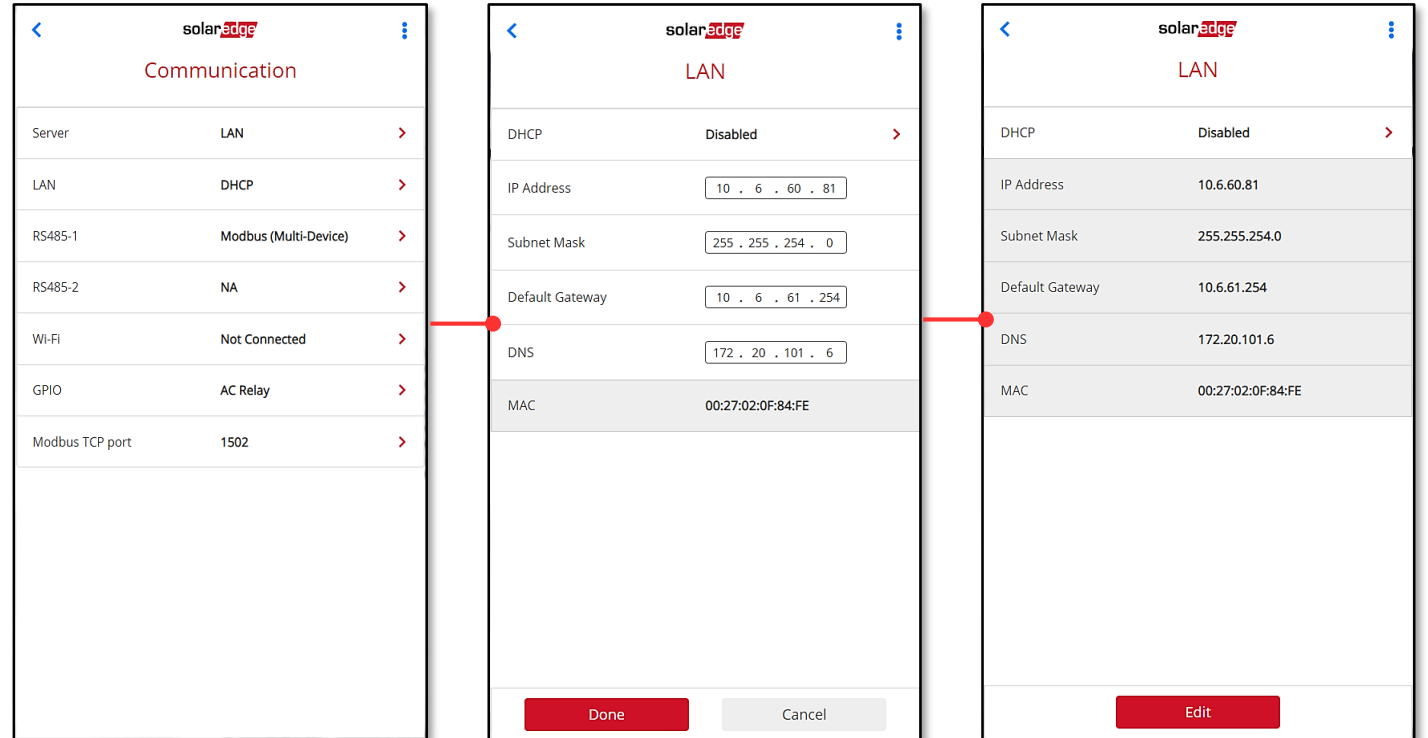 solaredge
Communication
Server LAN
LAN DHCP
RS485-1 Modbus (Multi-Device)
RS485-2 NA
Wi-Fi Not Connected
GPIO AC Relay
Modbus TCP port 1502
solaredge
LAN
DHCP Disabled
IP Address 10 . 6 . 60 . 81
Subnet Mask 255 . 255 . 254 . 0
Default Gateway 10 . 6 . 61 . 254
DNS 172 . 20 . 101 . 6
MAC 00:27:02:0F:84:FE
Done Cancel
solaredge
LAN
DHCP Disabled
IP Address 10.6.60.81
Subnet Mask 255.255.254.0
Default Gateway 10.6.61.254
DNS 172.20.101.6
MAC 00:27:02:0F:84:FE
Edit